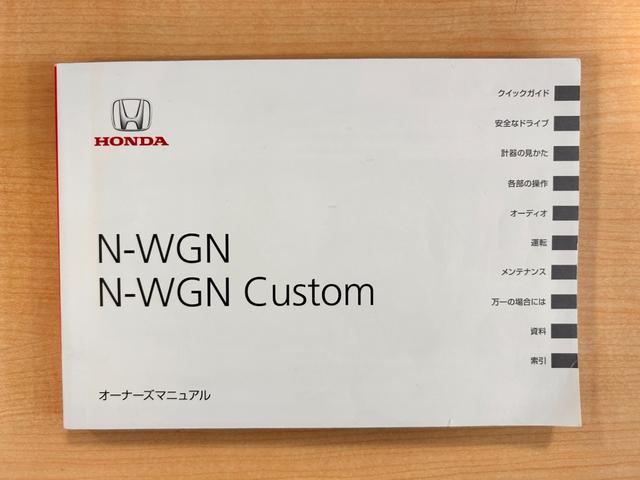 HONDA
N-WGN
N-WGN Custom
オーナーズマニュアル
クイックガイド
安全なドライブ
計器の見かた
各部の操作
オーディオ
運転
メンテナンス
万一の場合には
資料
索引